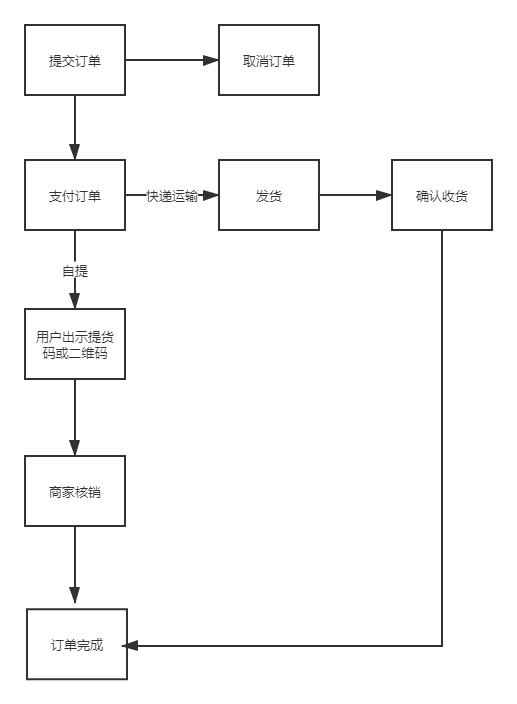 提交订单
取消订单
支付订单
快递运输
发货
确认收货
自提
用户出示提货
码或二维码
商家核销
订单完成